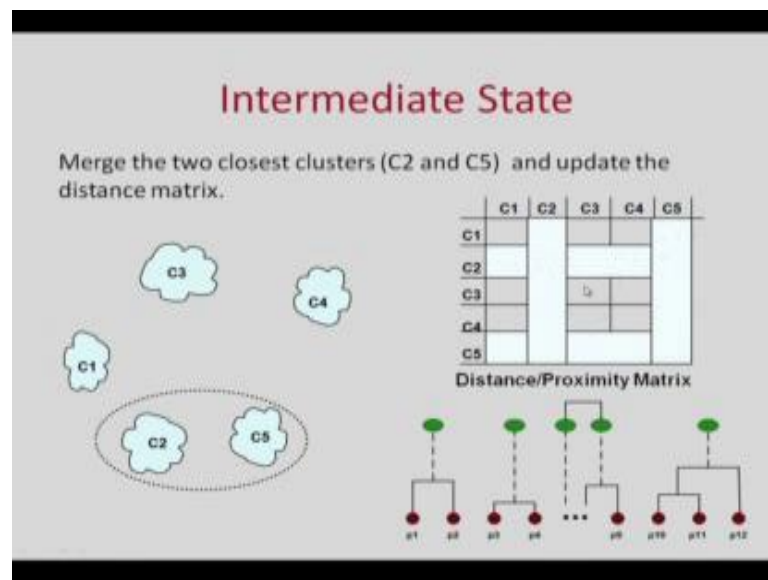 Intermediate State
Merge the two closest clusters (C2 and C5) and update the
distance matrix.
C1 C2 C3 C4 C5
C1
C2
C3
C4
C5
C3
C4
C1
C2
C5
Distance/Proximity Matrix
...
p1 p2 p3 p4 p9 p10 p11 p12